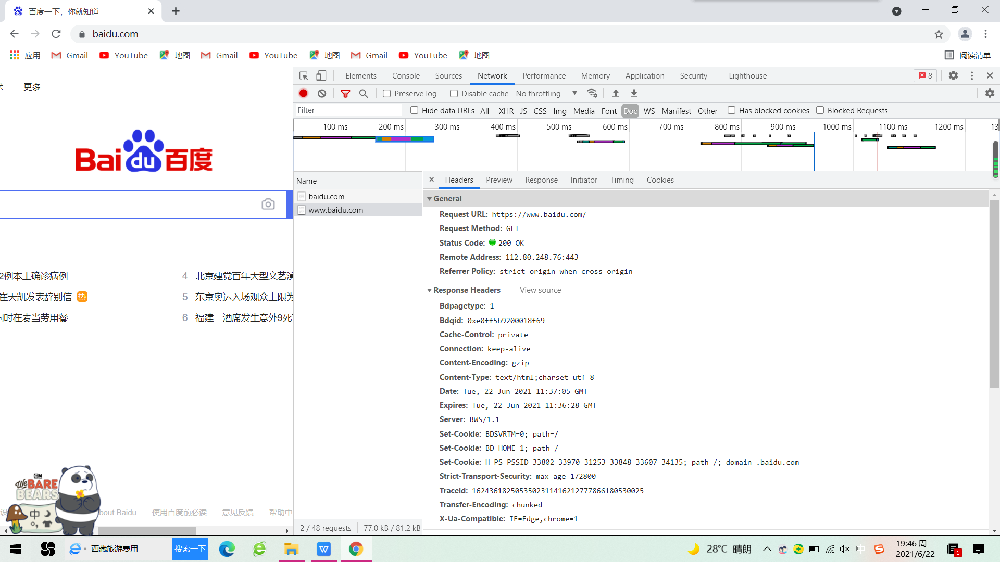 百度一下，你就知道
baidu.com
应用 Gmail YouTube 地图 Gmail YouTube 地图 Gmail YouTube 地图 阅读清单
更多
Bai du 百度
2例本土确诊病例
崔天凯发表辞别信 热
同时在麦当劳用餐
4 北京建党百年大型文艺演
5 东京奥运入场观众上限为
6 福建一酒席发生意外9死
bout Baidu 使用百度前必读 意见反馈 帮助中
CN
We BARE BEARS
中
Elements Console Sources Network Performance Memory Application Security Lighthouse 8
Preserve log Disable cache No throttling
Filter Hide data URLs All XHR JS CSS Img Media Font Doc WS Manifest Other Has blocked cookies Blocked Requests
100 ms 200 ms 300 ms 400 ms 500 ms 600 ms 700 ms 800 ms 900 ms 1000 ms 1100 ms 1200 ms 13
Name
baidu.com
www.baidu.com
2 / 48 requests 77.0 kB / 81.2 kB
Headers Preview Response Initiator Timing Cookies
General
Request URL: https://www.baidu.com/
Request Method: GET
Status Code: 200 OK
Remote Address: 112.80.248.76:443
Referrer Policy: strict-origin-when-cross-origin
Response Headers View source
Bdpagetype: 1
Bdqid: 0xe0ff5b9200018f69
Cache-Control: private
Connection: keep-alive
Content-Encoding: gzip
Content-Type: text/html;charset=utf-8
Date: Tue, 22 Jun 2021 11:37:05 GMT
Expires: Tue, 22 Jun 2021 11:36:28 GMT
Server: BWS/1.1
Set-Cookie: BDSVRTM=0; path=/
Set-Cookie: BD_HOME=1; path=/
Set-Cookie: H_PS_PSSID=33802_33970_31253_33848_33607_34135; path=/; domain=.baidu.com
Strict-Transport-Security: max-age=172800
Traceid: 1624361825053502311416212777866180530025
Transfer-Encoding: chunked
X-Ua-Compatible: IE=Edge,chrome=1
西藏旅游费用 搜索一下
28°C 晴朗 中 19:46 周二
2021/6/22 1